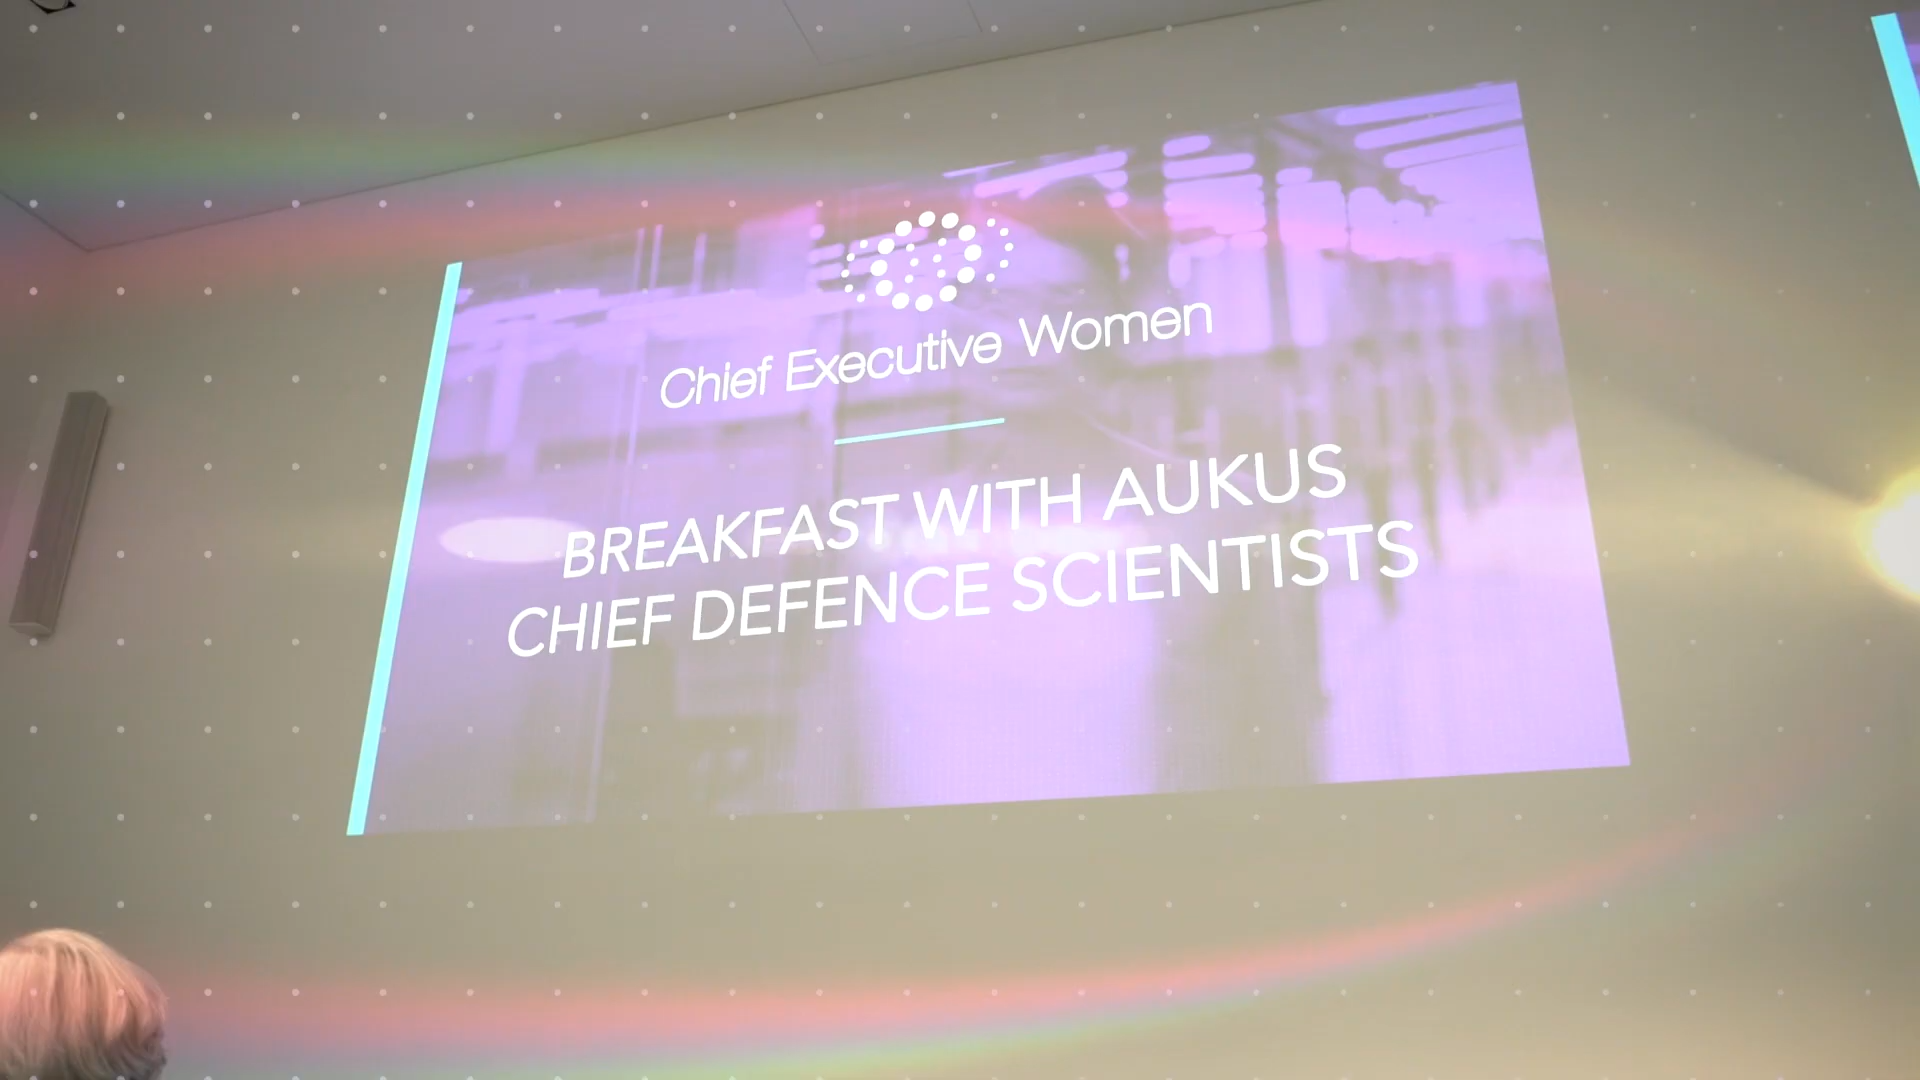 Chief Executive Women
BREAKFAST WITH AUKUS
CHIEF DEFENCE SCIENTISTS